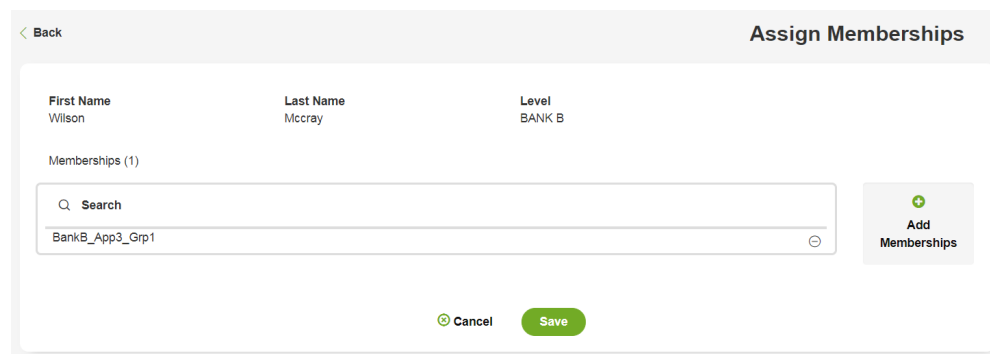 Back
Assign Memberships
First Name
Last Name
Level
Wilson
Mccray
BANK B
Memberships (1)
Search
BankB_App3_Grp1
Add
Memberships
Cancel
Save